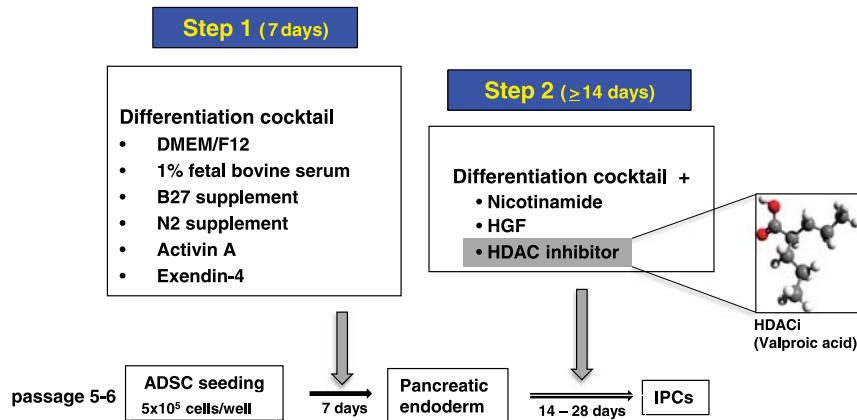 Step 1 (7 days)
Differentiation cocktail
• DMEM/F12
• 1% fetal bovine serum
• B27 supplement
• N2 supplement
• Activin A
• Exendin-4
Step 2 (≥14 days)
Differentiation cocktail +
• Nicotinamide
• HGF
• HDAC inhibitor
HDACi
(Valproic acid)
passage 5-6
ADSC seeding
5x10⁵ cells/well
7 days
Pancreatic
endoderm
14 – 28 days
IPCs